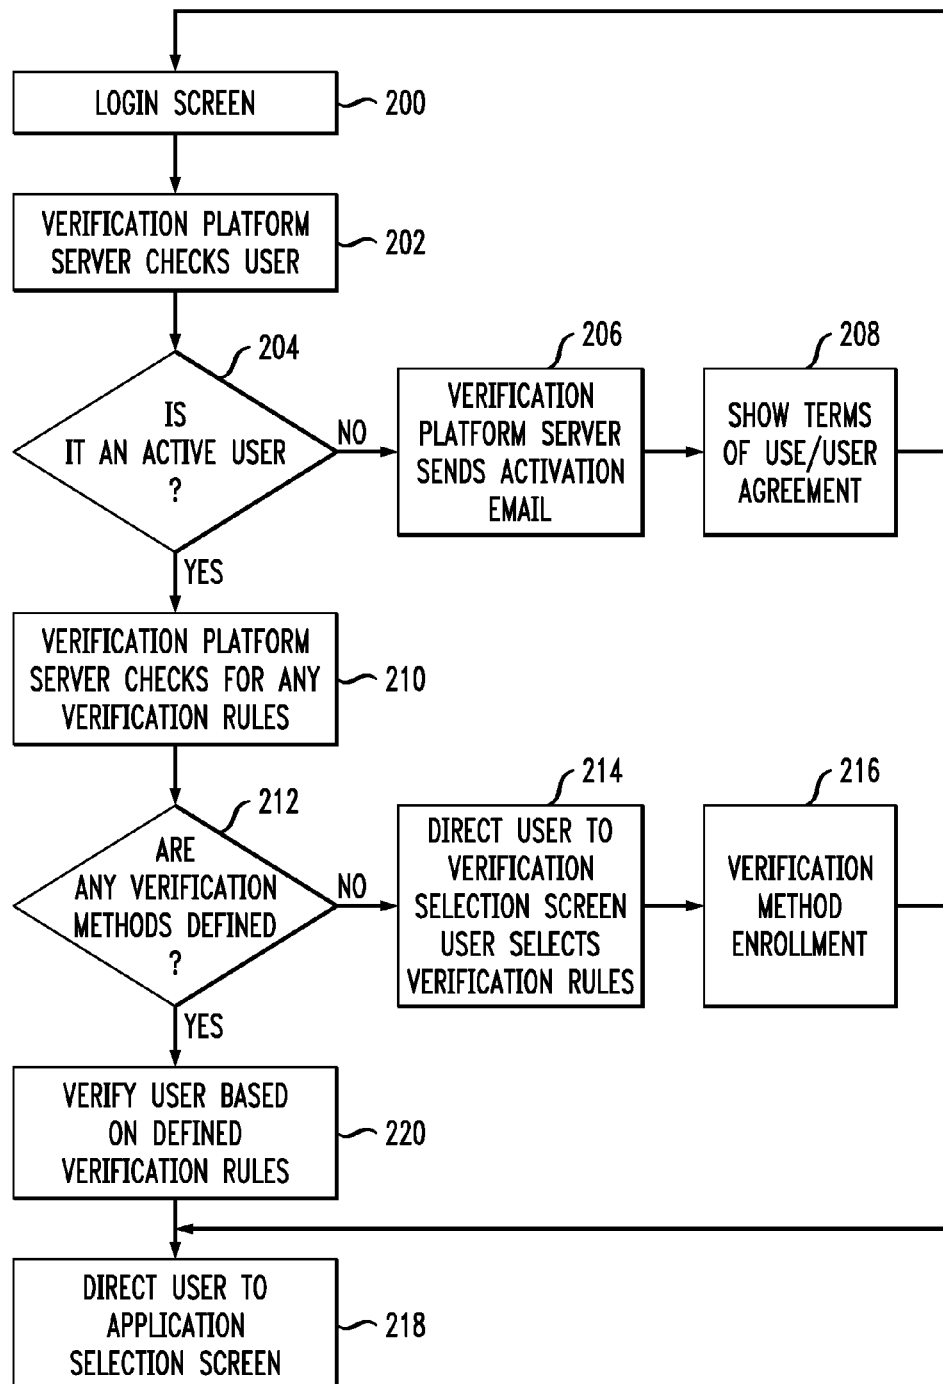 LOGIN SCREEN
200
VERIFICATION PLATFORM
SERVER CHECKS USER
202
204
IS
IT AN ACTIVE USER
?
NO
YES
206
VERIFICATION
PLATFORM SERVER
SENDS ACTIVATION
EMAIL
208
SHOW TERMS
OF USE/USER
AGREEMENT
VERIFICATION PLATFORM
SERVER CHECKS FOR ANY
VERIFICATION RULES
210
212
ARE
ANY VERIFICATION
METHODS DEFINED
?
NO
YES
214
DIRECT USER TO
VERIFICATION
SELECTION SCREEN
USER SELECTS
VERIFICATION RULES
216
VERIFICATION
METHOD
ENROLLMENT
VERIFY USER BASED
ON DEFINED
VERIFICATION RULES
220
DIRECT USER TO
APPLICATION
SELECTION SCREEN
218